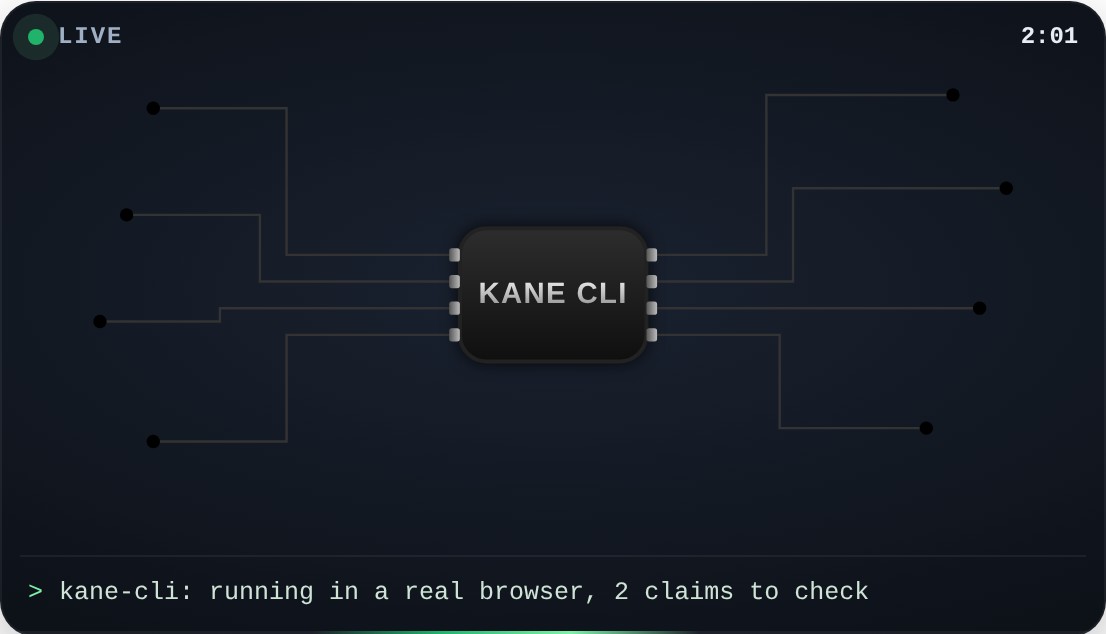 LIVE
2:01
KANE CLI
> kane-cli: running in a real browser, 2 claims to check